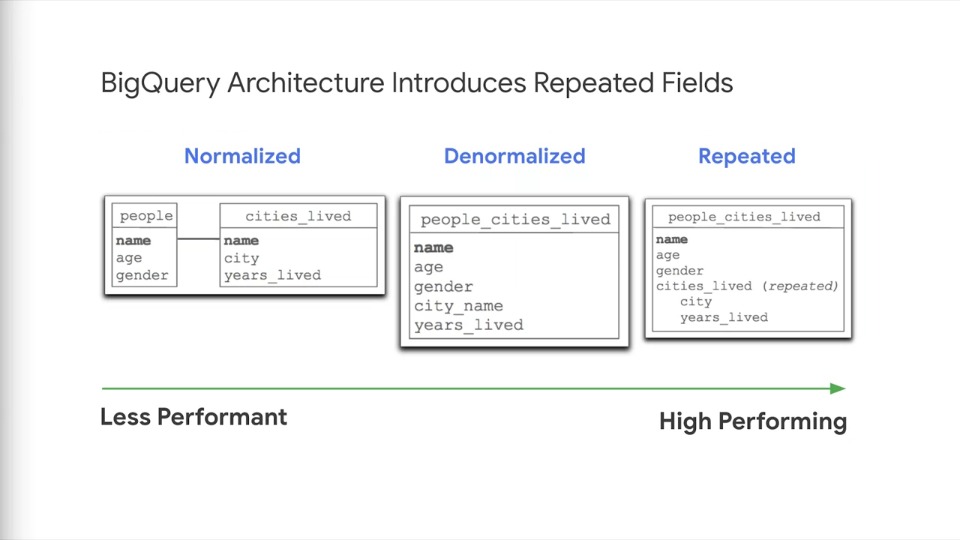 BigQuery Architecture Introduces Repeated Fields
Normalized
people
name
age
gender
cities_lived
name
city
years_lived
Denormalized
people_cities_lived
name
age
gender
city_name
years_lived
Repeated
people_cities_lived
name
age
gender
cities_lived (repeated)
city
years_lived
Less Performant
High Performing